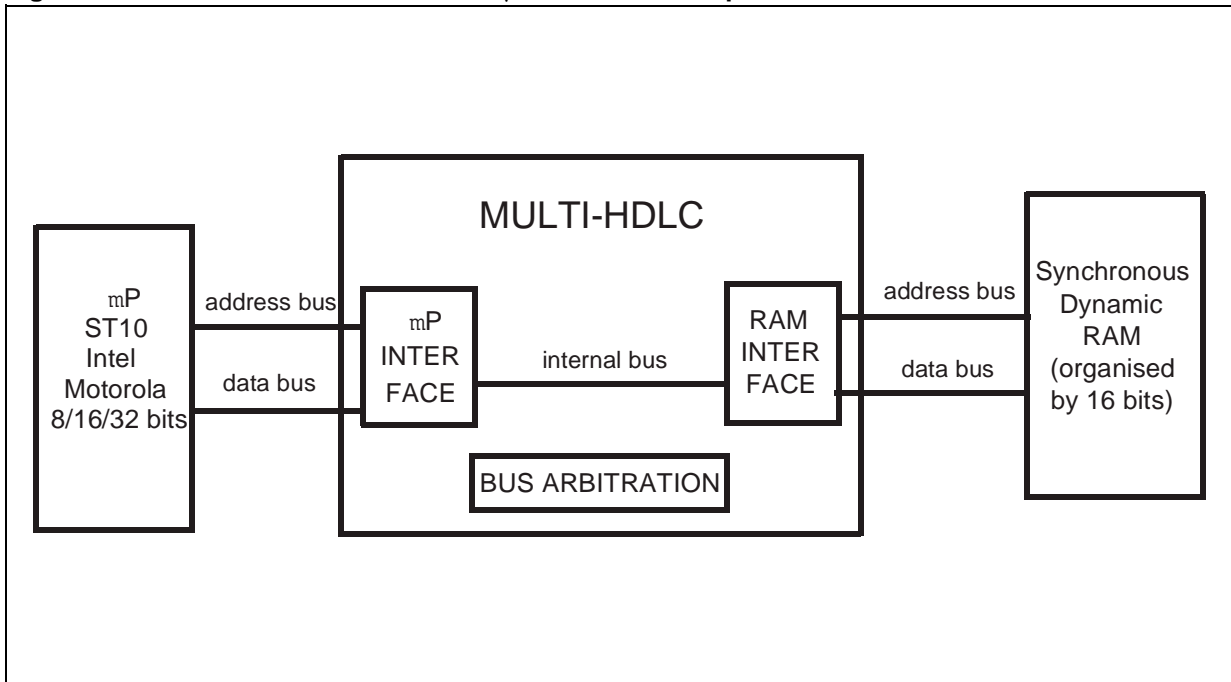 MULTI-HDLC
mP
ST10
Intel
Motorola
8/16/32 bits
address bus
data bus
mP
INTER
FACE
internal bus
RAM
INTER
FACE
BUS ARBITRATION
address bus
data bus
Synchronous
Dynamic
RAM
(organised
by 16 bits)